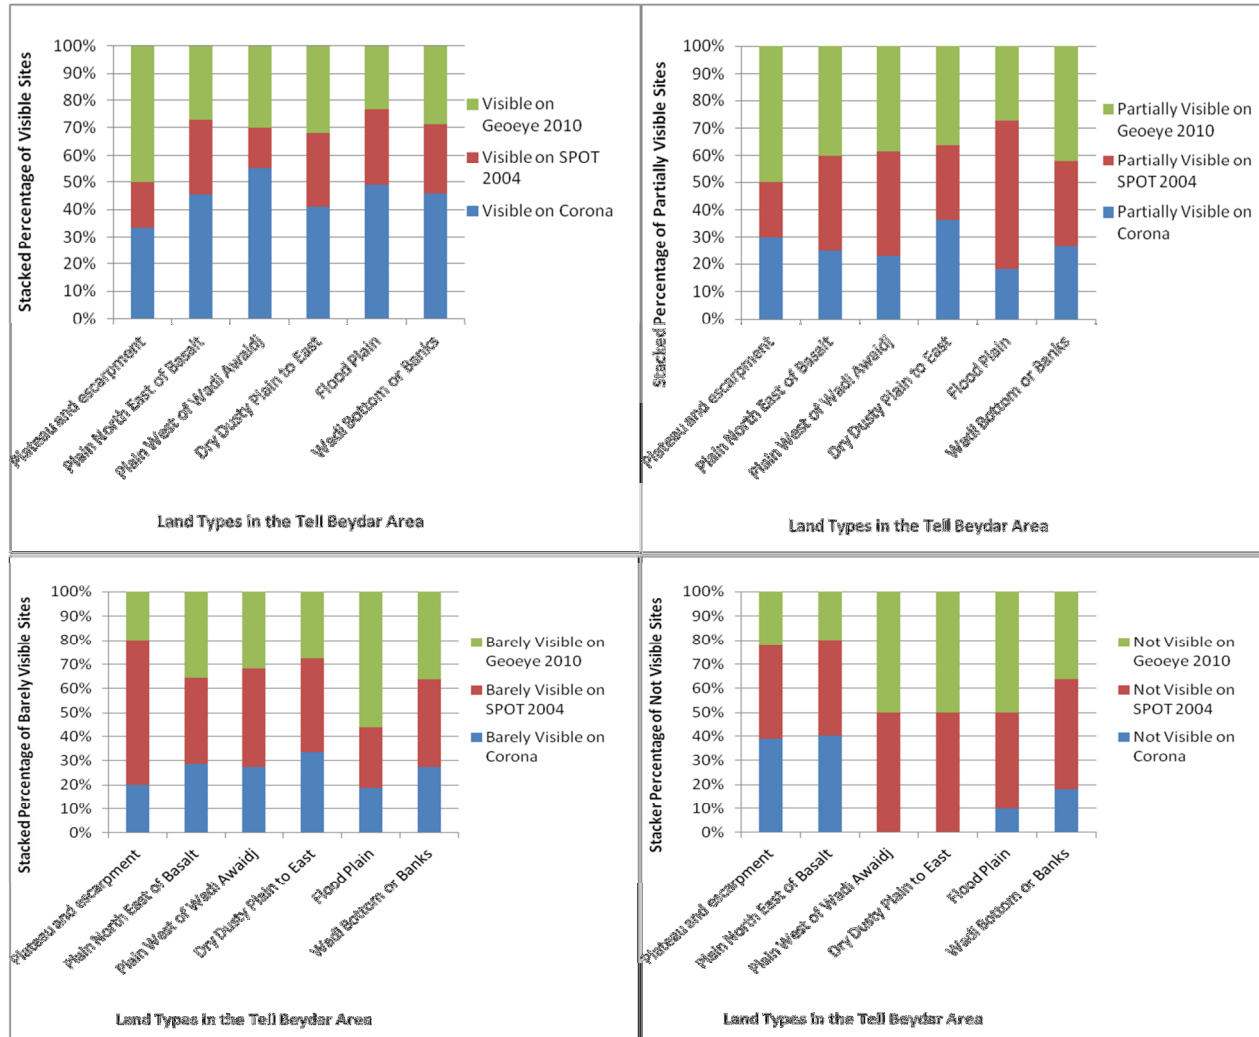 Stacked Percentage of Visible Sites
100%
90%
80%
70%
60%
50%
40%
30%
20%
10%
0%
Plateau and escarpment
Plain North East of Basalt
Plain West of Wadi Awaidj
Dry Dusty Plain to East
Flood Plain
Wadi Bottom or Banks
Land Types in the Tell Beydar Area
Visible on
Geoeye 2010
Visible on SPOT
2004
Visible on Corona
Stacked Percentage of Partially Visible Sites
100%
90%
80%
70%
60%
50%
40%
30%
20%
10%
0%
Plateau and escarpment
Plain North East of Basalt
Plain West of Wadi Awaidj
Dry Dusty Plain to East
Flood Plain
Wadi Bottom or Banks
Land Types in the Tell Beydar Area
Partially Visible on
Geoeye 2010
Partially Visible on
SPOT 2004
Partially Visible on
Corona
Stacked Percentage of Barely Visible Sites
100%
90%
80%
70%
60%
50%
40%
30%
20%
10%
0%
Plateau and escarpment
Plain North East of Basalt
Plain West of Wadi Awaidj
Dry Dusty Plain to East
Flood Plain
Wadi Bottom or Banks
Land Types in the Tell Beydar Area
Barely Visible on
Geoeye 2010
Barely Visible on
SPOT 2004
Barely Visible on
Corona
Stacker Percentage of Not Visible Sites
100%
90%
80%
70%
60%
50%
40%
30%
20%
10%
0%
Plateau and escarpment
Plain North East of Basalt
Plain West of Wadi Awaidj
Dry Dusty Plain to East
Flood Plain
Wadi Bottom or Banks
Land Types in the Tell Beydar Area
Not Visible on
Geoeye 2010
Not Visible on
SPOT 2004
Not Visible on
Corona